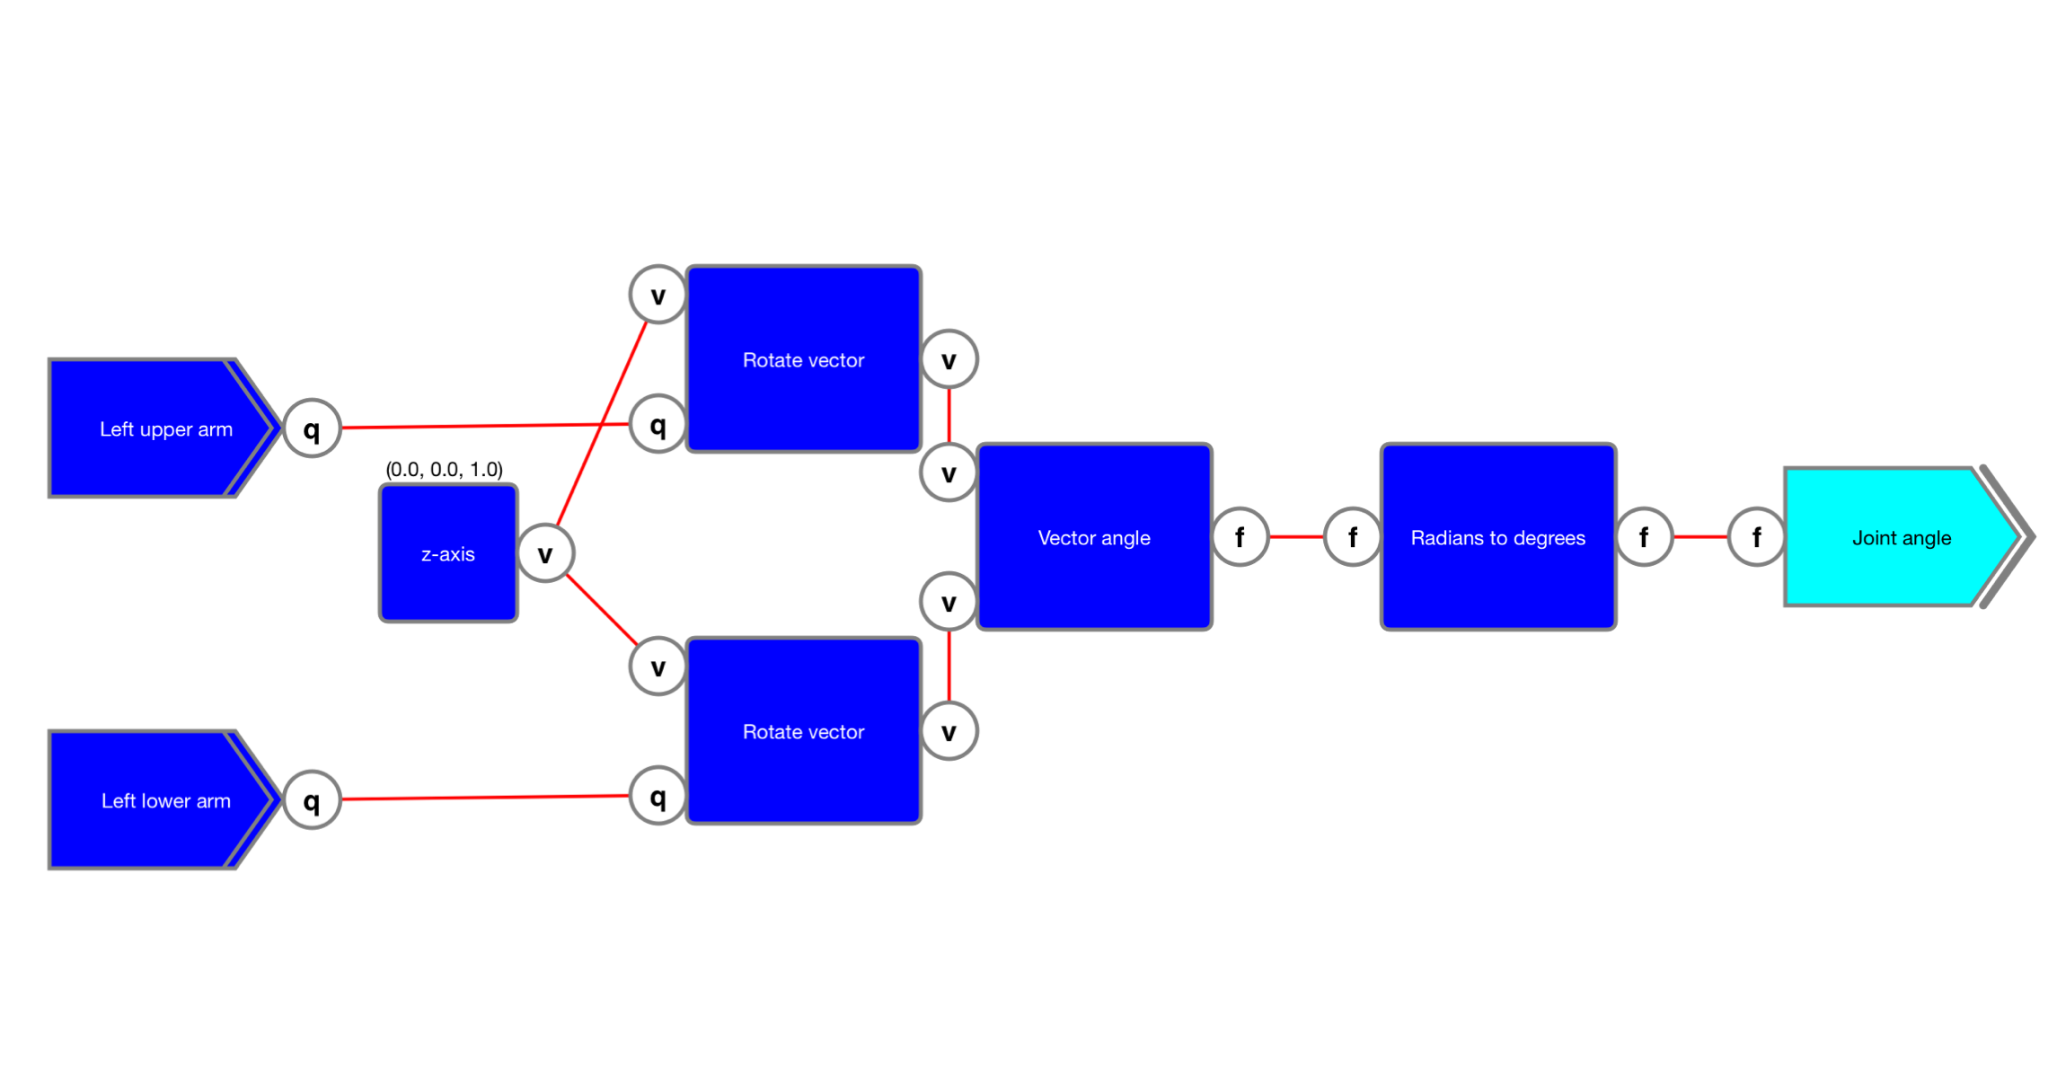 v
Rotate vector
v
Left upper arm
q
q
(0.0, 0.0, 1.0)
v
z-axis
v
Vector angle
f
f
Radians to degrees
f
f
Joint angle
v
v
Rotate vector
v
Left lower arm
q
q